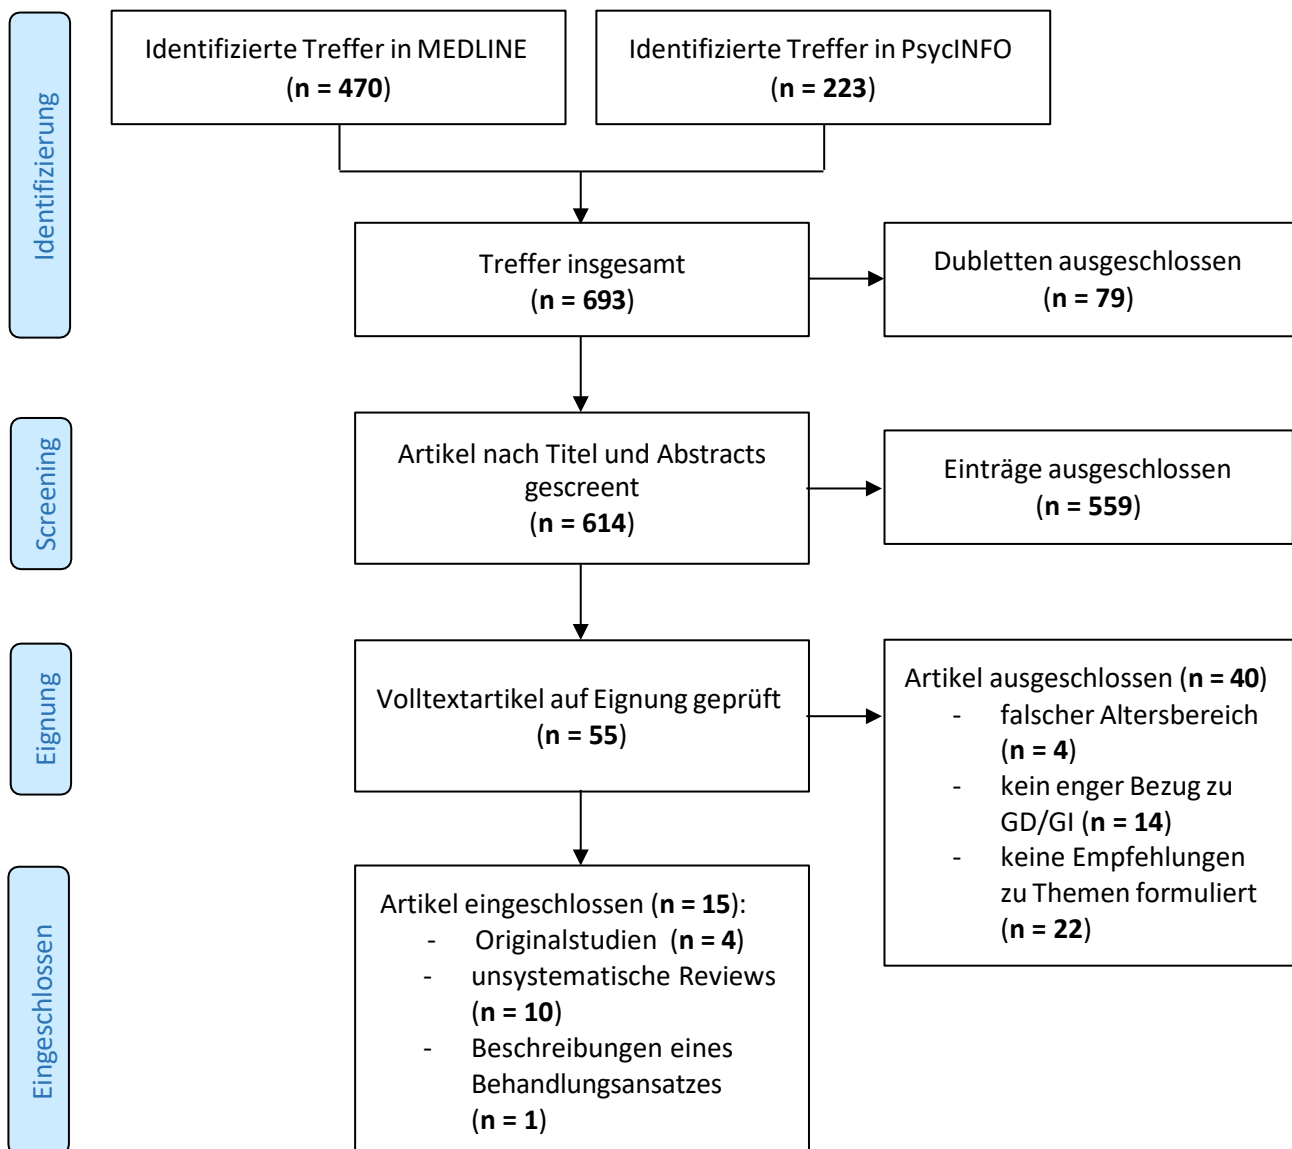 Identifizierung
Identifizierte Treffer in MEDLINE
(n = 470)
Identifizierte Treffer in PsycINFO
(n = 223)
Treffer insgesamt
(n = 693)
Dubletten ausgeschlossen
(n = 79)
Screening
Artikel nach Titel und Abstracts
gescreent
(n = 614)
Einträge ausgeschlossen
(n = 559)
Eignung
Volltextartikel auf Eignung geprüft
(n = 55)
Artikel ausgeschlossen (n = 40)
- falscher Altersbereich
(n = 4)
- kein enger Bezug zu
GD/GI (n = 14)
- keine Empfehlungen
zu Themen formuliert
(n = 22)
Eingeschlossen
Artikel eingeschlossen (n = 15):
- Originalstudien (n = 4)
- unsystematische Reviews
(n = 10)
- Beschreibungen eines
Behandlungsansatzes
(n = 1)